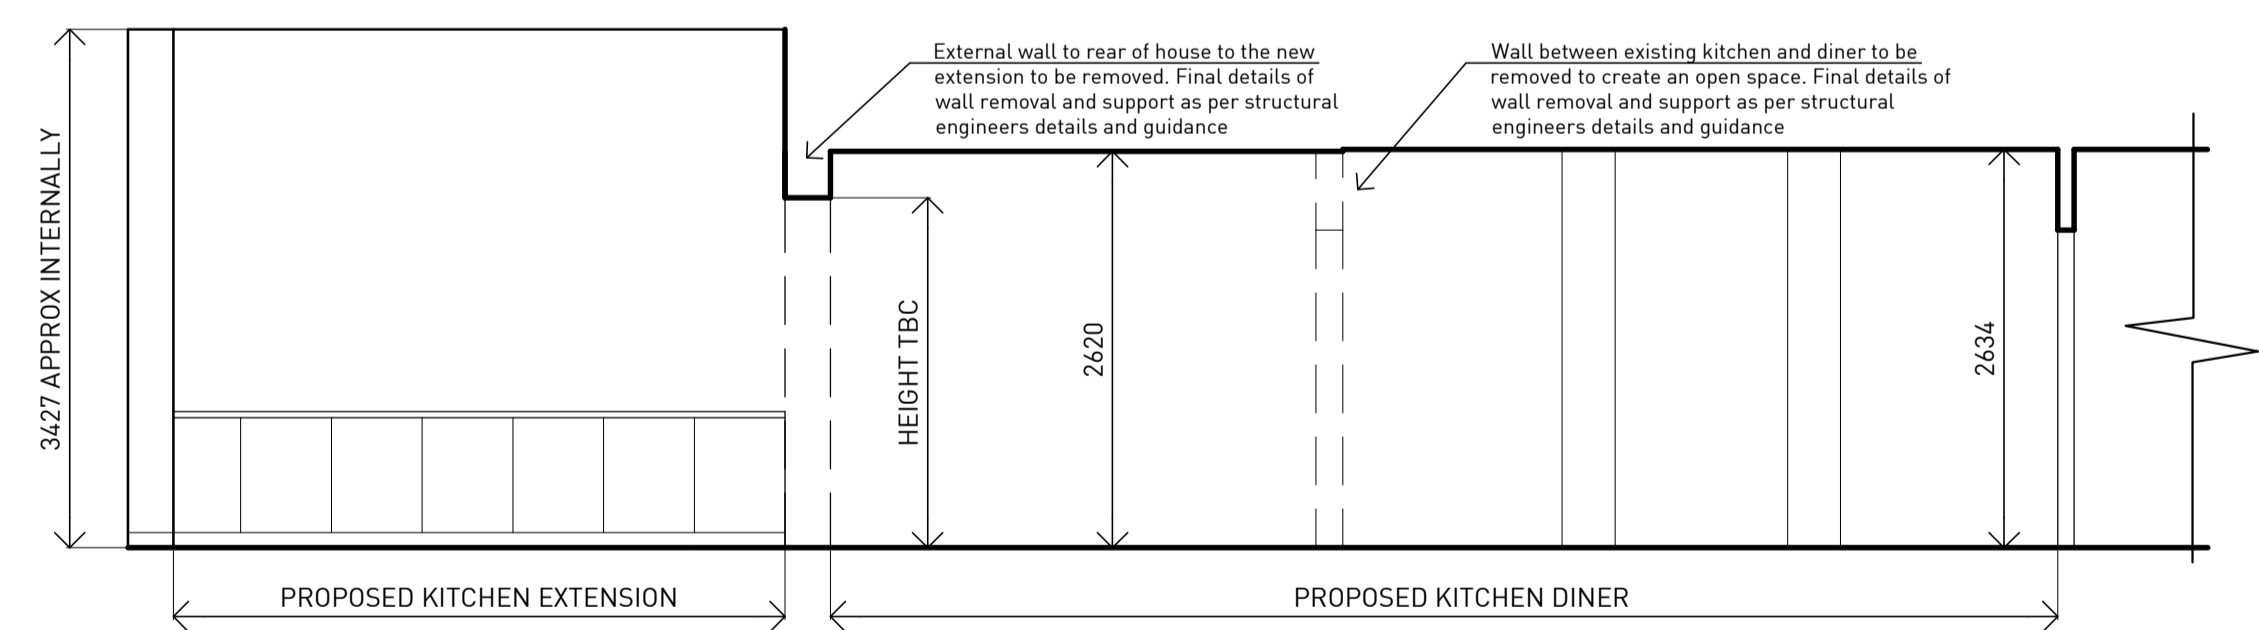 External wall to rear of house to the new
extension to be removed. Final details of
wall removal and support as per structural
engineers details and guidance
Wall between existing kitchen and diner to be
removed to create an open space. Final details of
wall removal and support as per structural
engineers details and guidance
3427 APPROX INTERNALLY
HEIGHT TBC
2620
2634
PROPOSED KITCHEN EXTENSION
PROPOSED KITCHEN DINER